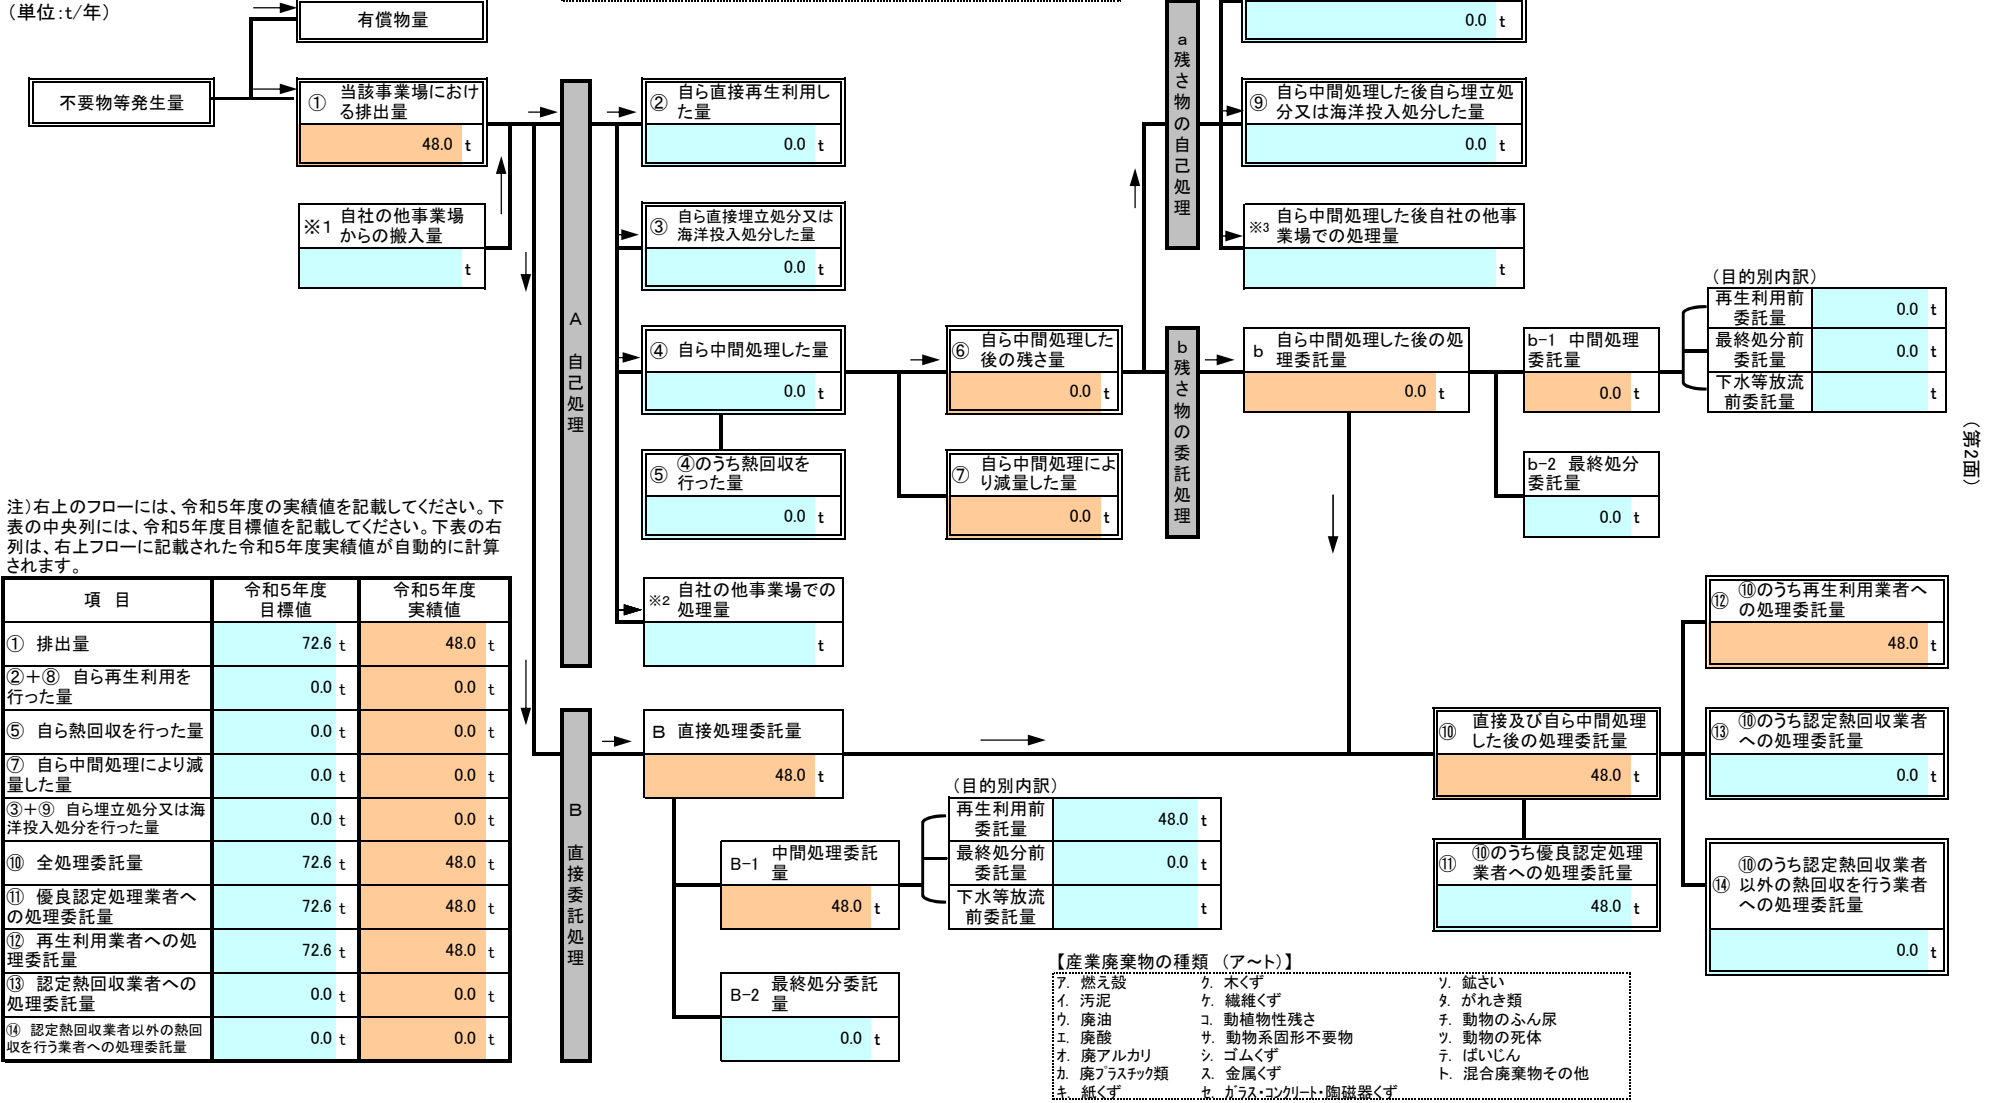 (単位:t/年)
有償物量
0.0 t
不要物等発生量
① 当該事業場におけ
る排出量
48.0 t
※1 自社の他事業場
からの搬入量
t
A
自己処理
② 自ら直接再生利用し
た量
0.0 t
③ 自ら直接埋立処分又は
海洋投入処分した量
0.0 t
④ 自ら中間処理した量
0.0 t
⑤ ④のうち熱回収を
行った量
0.0 t
※2 自社の他事業場での
処理量
t
⑥ 自ら中間処理した
後の残さ量
0.0 t
⑦ 自ら中間処理によ
り減量した量
0.0 t
a
残さ物の自己処理
⑨ 自ら中間処理した後自ら埋立処
分又は海洋投入処分した量
0.0 t
※3 自ら中間処理した後自社の他事
業場での処理量
t
b
残さ物の委託処理
b 自ら中間処理した後の処
理委託量
0.0 t
b-1 中間処理
委託量
0.0 t
b-2 最終処分
委託量
0.0 t
(目的別内訳)
再生利用前
委託量
0.0 t
最終処分前
委託量
0.0 t
下水等放流
前委託量
t
(第2面)
注)右上のフローには、令和5年度の実績値を記載してください。下
表の中央列には、令和5年度目標値を記載してください。下表の右
列は、右上フローに記載された令和5年度実績値が自動的に計算
されます。
項 目 令和5年度 目標値 令和5年度 実績値
① 排出量 72.6 t 48.0 t
②+⑧ 自ら再生利用を
行った量 0.0 t 0.0 t
⑤ 自ら熱回収を行った量 0.0 t 0.0 t
⑦ 自ら中間処理により減
量した量 0.0 t 0.0 t
③+⑨ 自ら埋立処分又は海
洋投入処分を行った量 0.0 t 0.0 t
⑩ 全処理委託量 72.6 t 48.0 t
⑪ 優良認定処理業者へ
の処理委託量 72.6 t 48.0 t
⑫ 再生利用業者への処
理委託量 72.6 t 48.0 t
⑬ 認定熱回収業者への
処理委託量 0.0 t 0.0 t
⑭ 認定熱回収業者以外の熱回
収を行う業者への処理委託量 0.0 t 0.0 t
B
直接委託処理
B 直接処理委託量
48.0 t
B-1 中間処理委託
量
48.0 t
B-2 最終処分委託
量
0.0 t
(目的別内訳)
再生利用前
委託量
48.0 t
最終処分前
委託量
0.0 t
下水等放流
前委託量
t
⑩ 直接及び自ら中間処理
した後の処理委託量
48.0 t
⑪ ⑩のうち優良認定処理
業者への処理委託量
48.0 t
⑫ ⑩のうち再生利用業者へ
の処理委託量
48.0 t
⑬ ⑩のうち認定熱回収業者
への処理委託量
0.0 t
⑭ ⑩のうち認定熱回収業者
以外の熱回収を行う業者
への処理委託量
0.0 t
【産業廃棄物の種類 (ア~ト)】
ア. 燃え殻 ク. 木くず ソ. 鉱さい
イ. 汚泥 ケ. 繊維くず タ. がれき類
ウ. 廃油 コ. 動植物性残さ チ. 動物のふん尿
エ. 廃酸 サ. 動物系固形不要物 ツ. 動物の死体
オ. 廃アルカリ シ. ゴムくず テ. ばいじん
カ. 廃プラスチック類 ス. 金属くず ト. 混合廃棄物その他
キ. 紙くず セ. ガラス・コンクリート・陶磁器くず